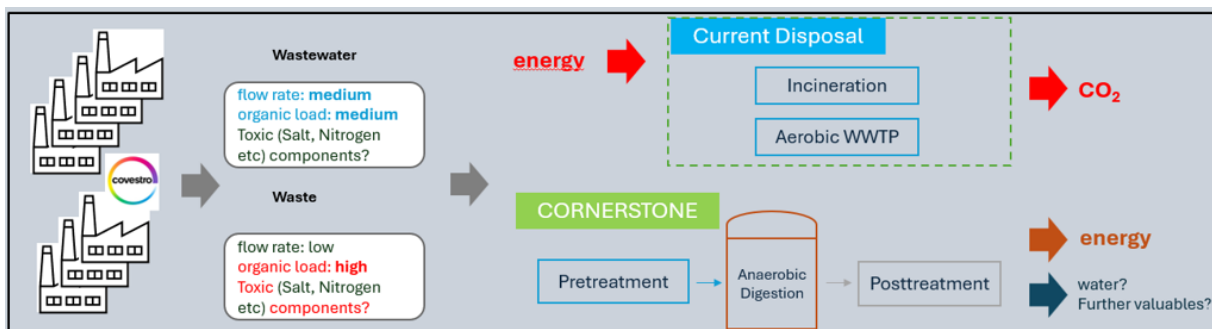 covestro
Wastewater
flow rate: medium
organic load: medium
Toxic (Salt, Nitrogen
etc) components?
Waste
flow rate: low
organic load: high
Toxic (Salt, Nitrogen
etc) components?
energy
Current Disposal
Incineration
Aerobic WWTP
CO₂
CORNERSTONE
Pretreatment
Anaerobic
Digestion
Posttreatment
energy
water?
Further valuables?